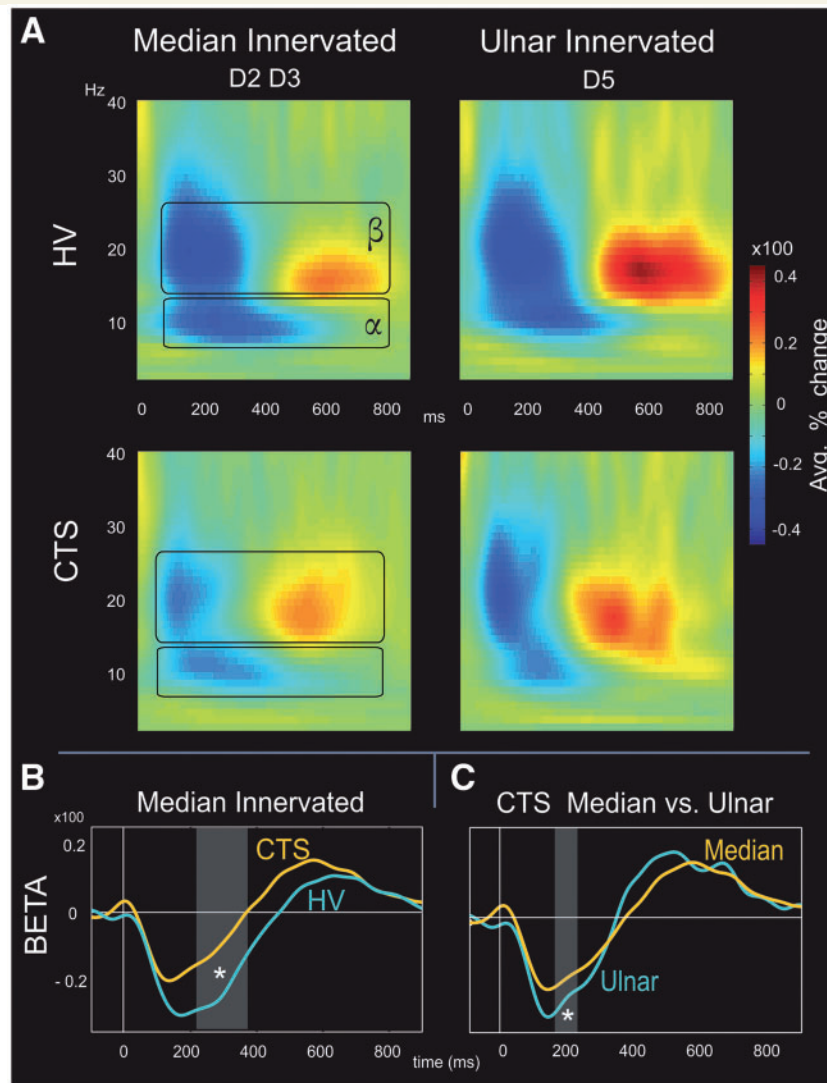 A
Median Innervated
Ulnar Innervated
D2 D3
D5
Hz
40
30
20
10
HV
β
α
0 200 400 600 800
ms
0 200 400 600 800
x100
0.4
0.2
0
-0.2
-0.4
Avg. % change
CTS
40
30
20
10
B
Median Innervated
x100
0.2
0
- 0.2
BETA
CTS
HV
*
0 200 400 600 800
time (ms)
C
CTS Median vs. Ulnar
Median
Ulnar
*
0 200 400 600 800